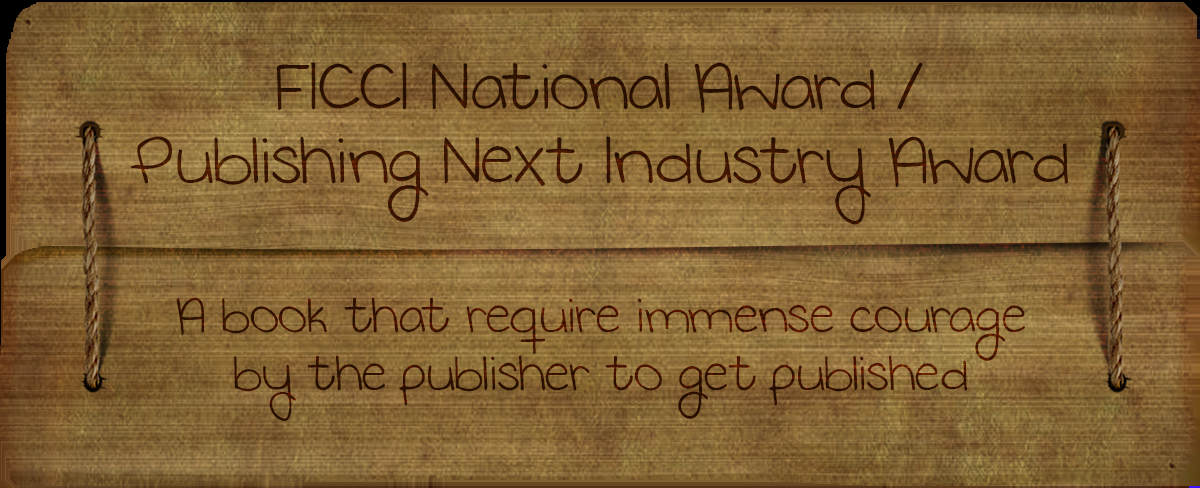 FICCI National Award /
Publishing Next Industry Award
A book that require immense courage
by the publisher to get published